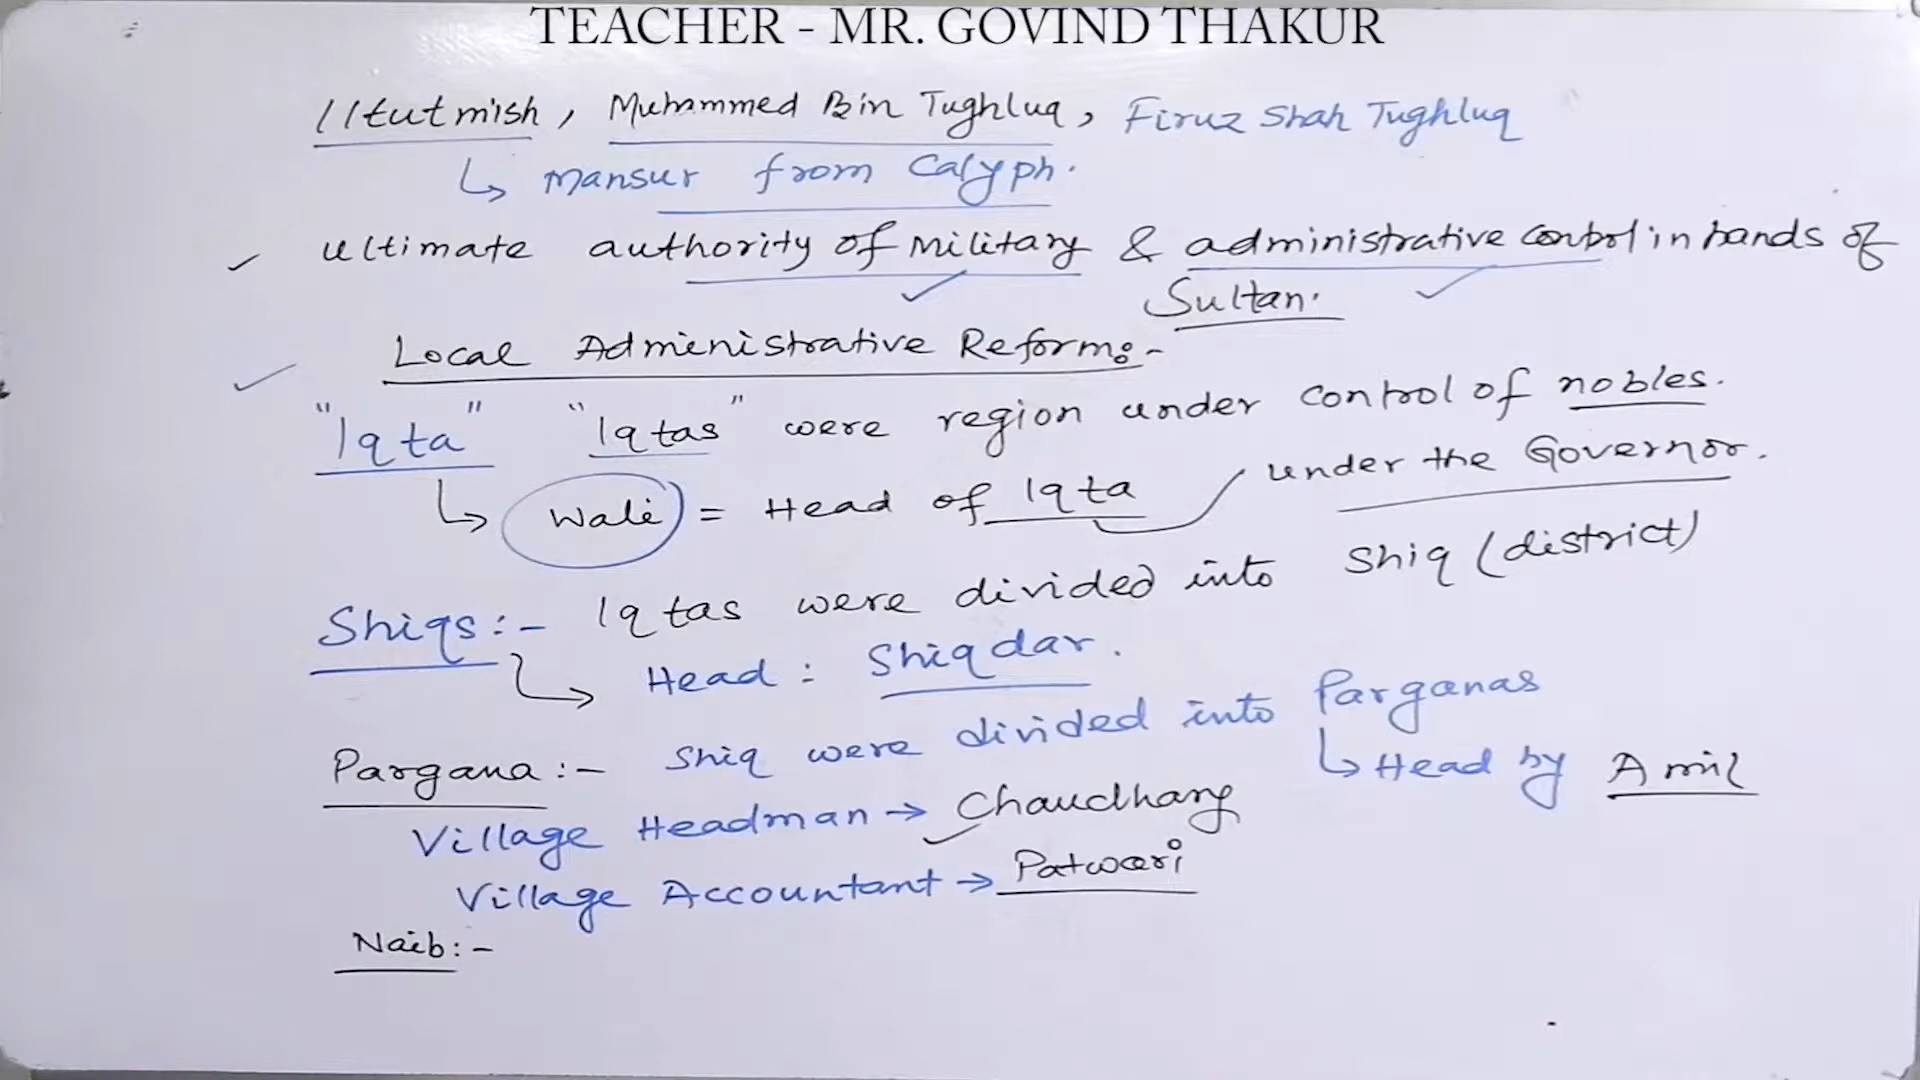 TEACHER - MR. GOVIND THAKUR
Iltutmish, Muhammed Bin Tughluq, Firuz Shah Tughluq
↳ Mansur from Calyph.
✓ ultimate authority of Military & administrative control in hands of
Sultan.
✓ Local Administrative Reform:-
"Iqta" "Iqtas" were region under control of nobles.
↳ Wali = Head of Iqta under the Governor.
Shiqs:- Iqtas were divided into Shiq (district)
↳ Head: Shiqdar.
Pargana:- Shiq were divided into Parganas
↳ Head by Amil
Village Headman → Chaudhary
Village Accountant → Patwari
Naib:-